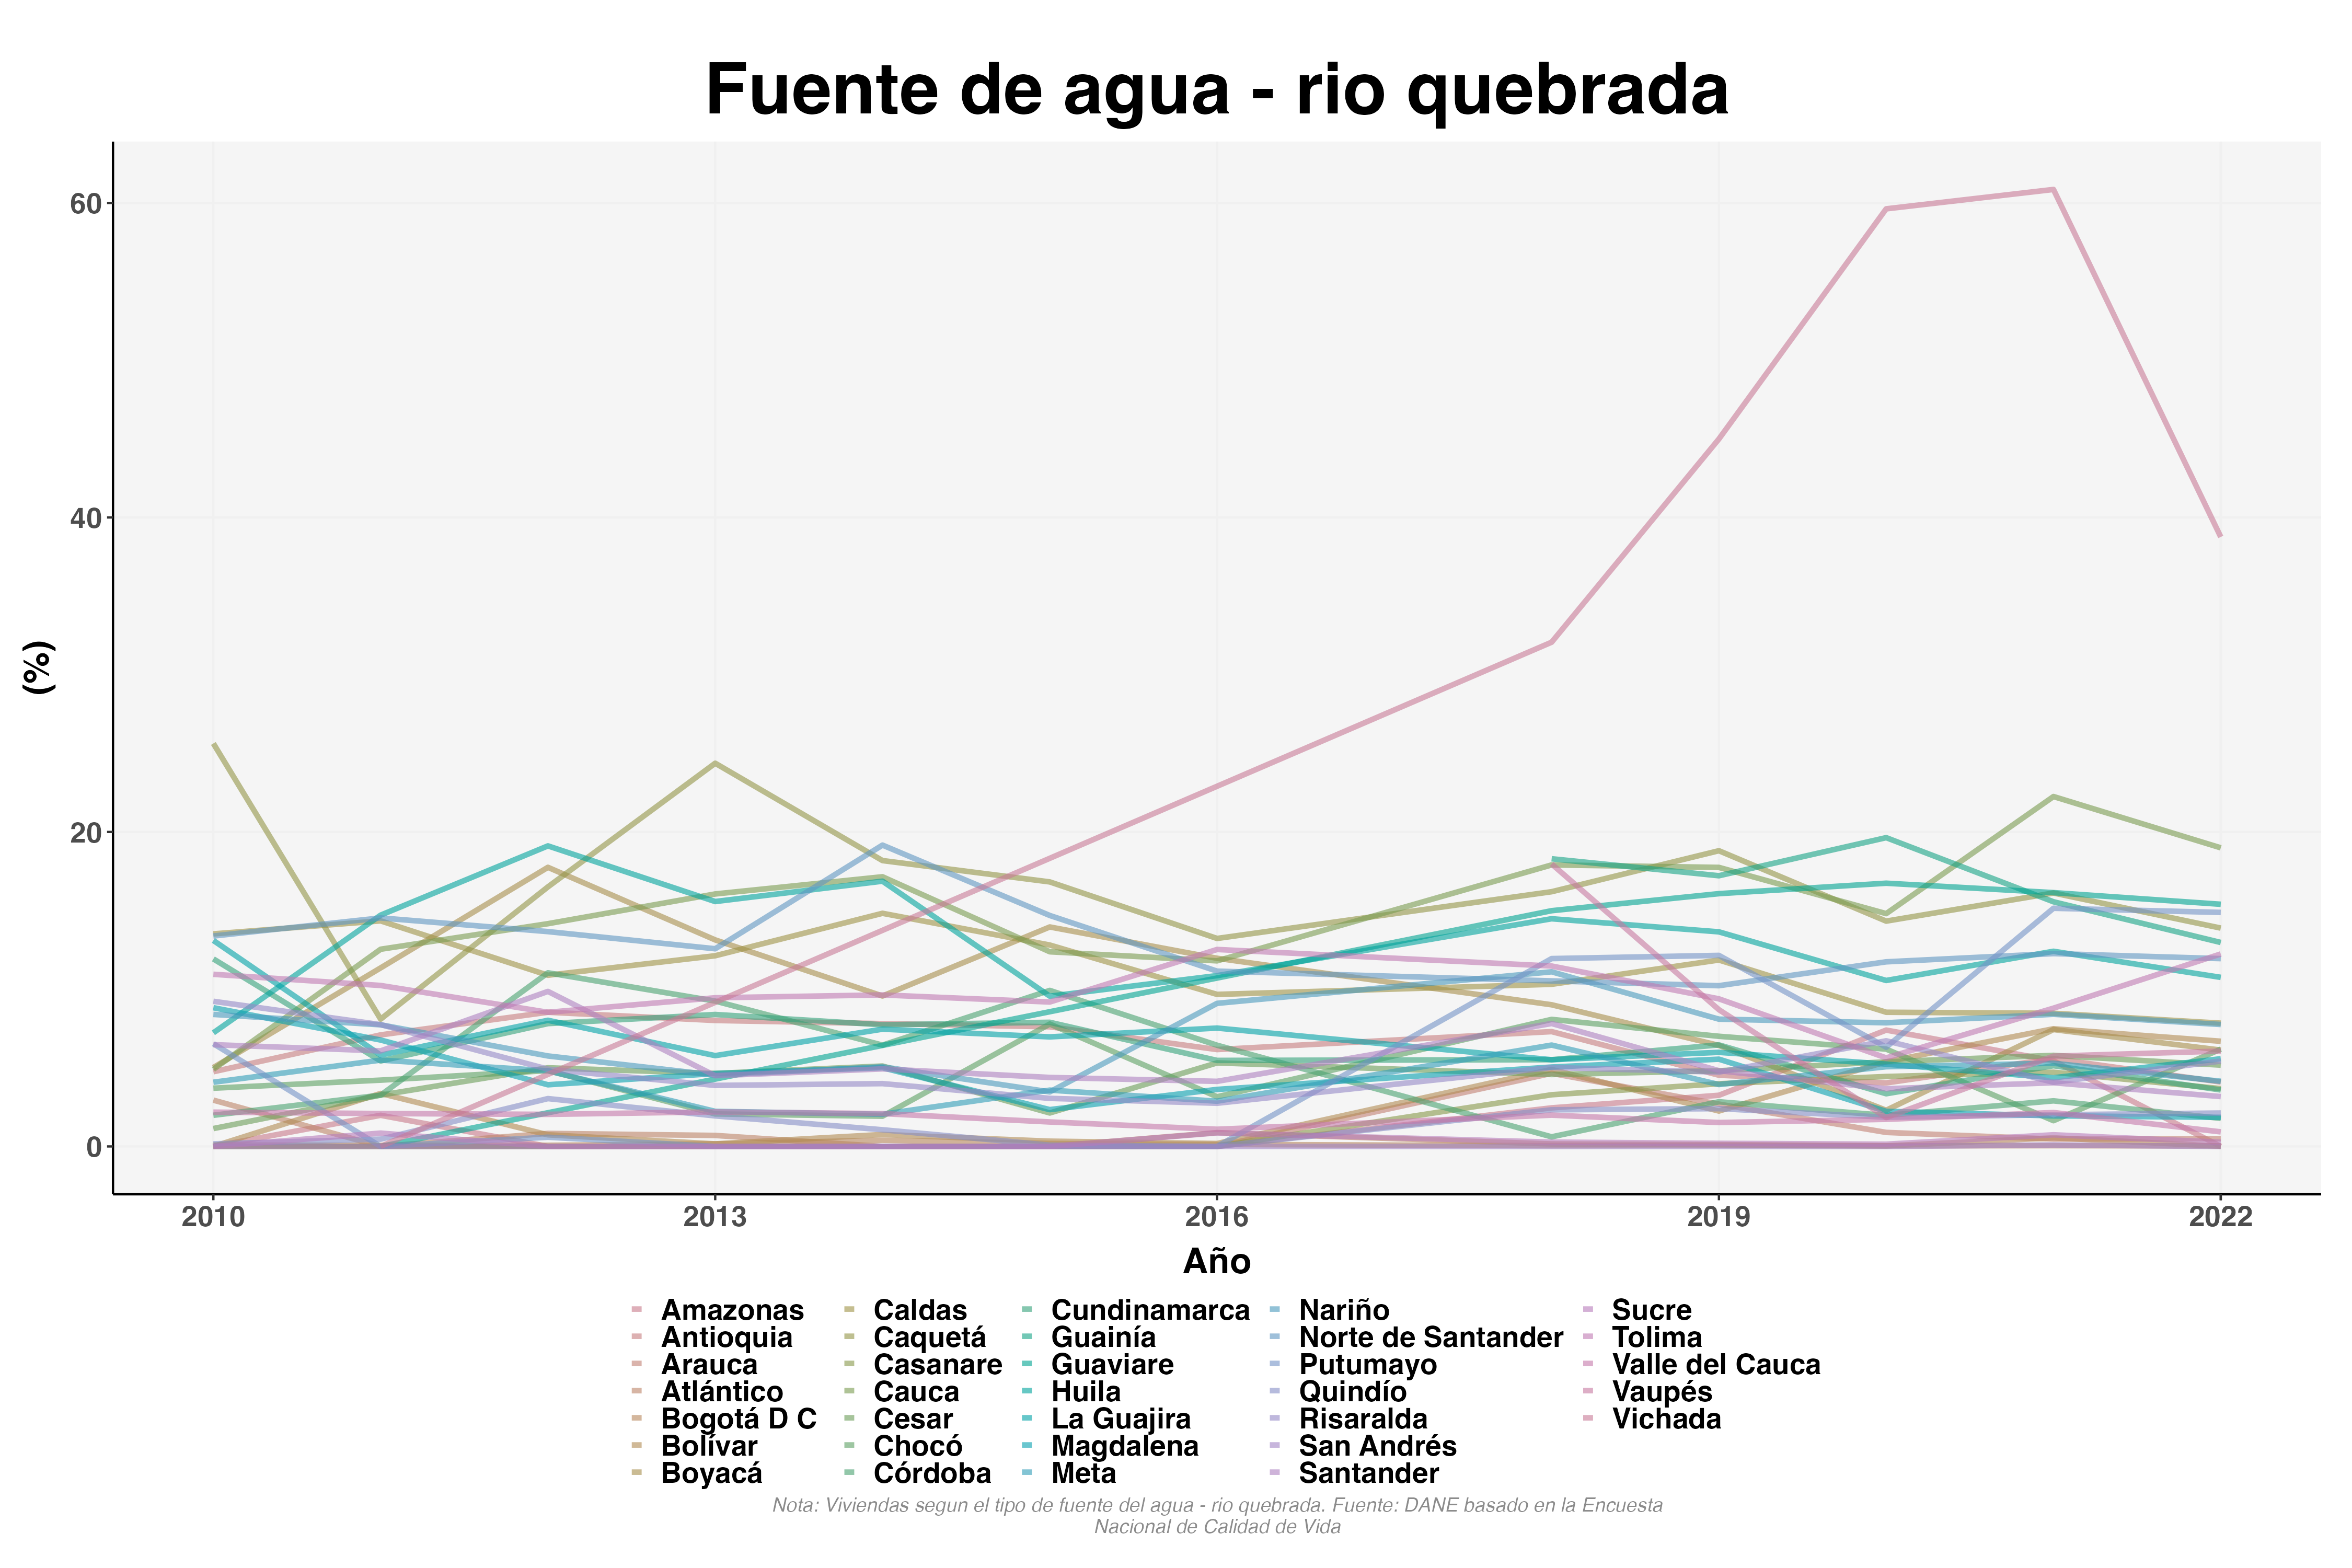 Fuente de agua - rio quebrada
60
40
20
0
(%)
2010 2013 2016 2019 2022
Año
Amazonas Caldas Cundinamarca Nariño Sucre
Antioquia Caquetá Guainía Norte de Santander Tolima
Arauca Casanare Guaviare Putumayo Valle del Cauca
Atlántico Cauca Huila Quindío Vaupés
Bogotá D C Cesar La Guajira Risaralda Vichada
Bolívar Chocó Magdalena San Andrés
Boyacá Córdoba Meta Santander
Nota: Viviendas segun el tipo de fuente del agua - rio quebrada. Fuente: DANE basado en la Encuesta
Nacional de Calidad de Vida